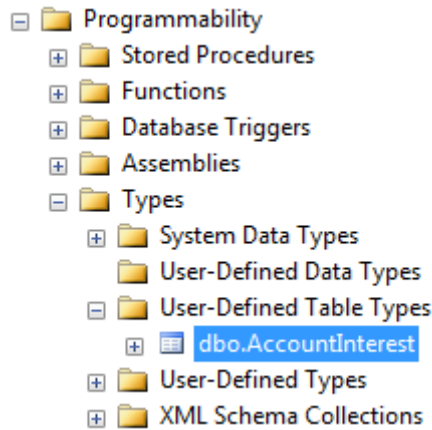 Programmability
Stored Procedures
Functions
Database Triggers
Assemblies
Types
System Data Types
User-Defined Data Types
User-Defined Table Types
dbo.AccountInterest
User-Defined Types
XML Schema Collections